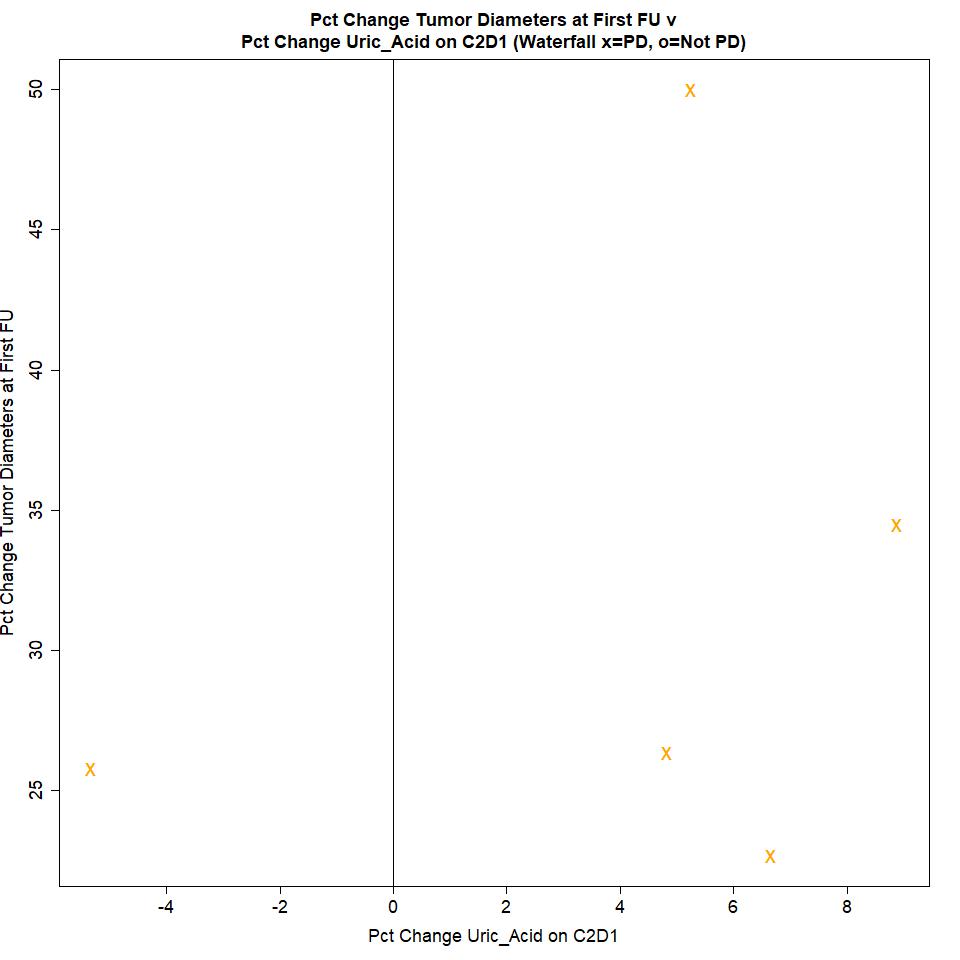 Pct Change Tumor Diameters at First FU v
Pct Change Uric_Acid on C2D1 (Waterfall x=PD, o=Not PD)
Pct Change Tumor Diameters at First FU
50
45
40
35
30
25
X
X
X
X
X
-4
-2
0
2
4
6
8
Pct Change Uric_Acid on C2D1